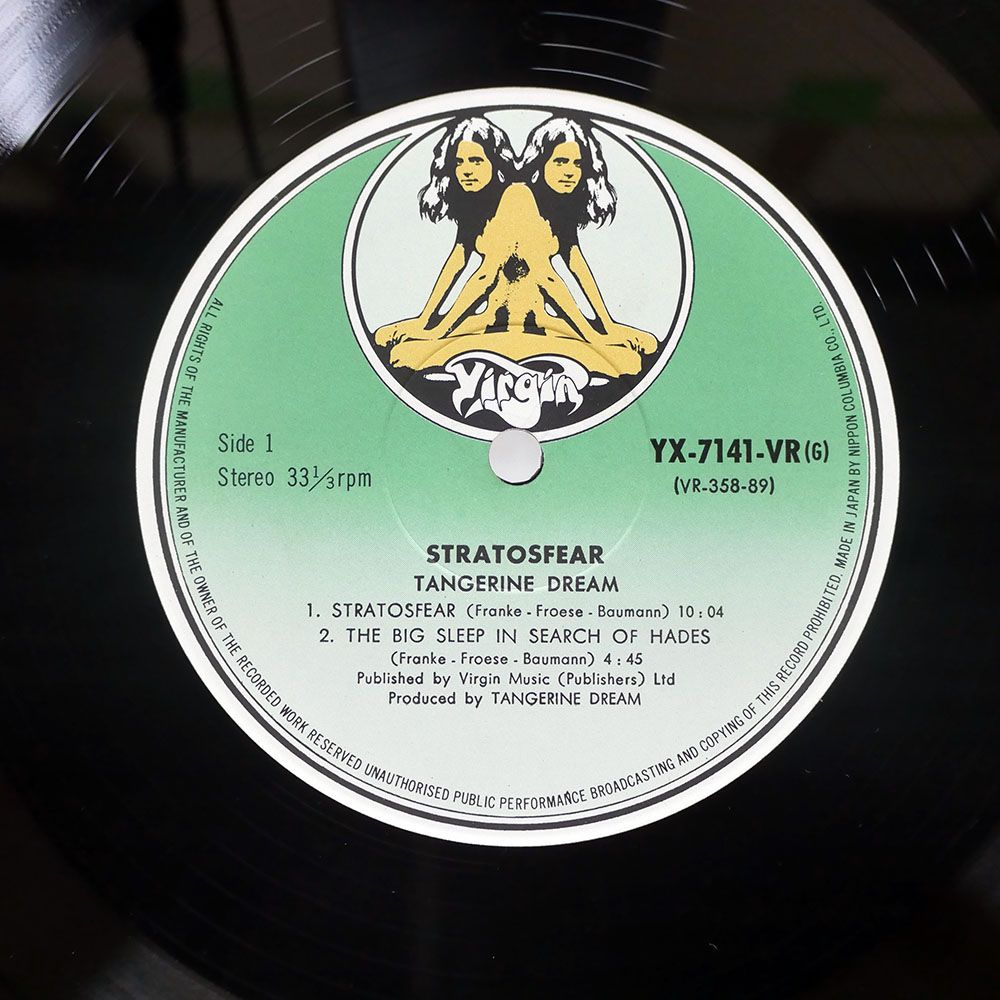 Virgin
Side 1
Stereo 33⅓rpm
YX-7141-VR(G)
(VR-358-89)
STRATOSFEAR
TANGERINE DREAM
1. STRATOSFEAR (Franke - Froese - Baumann) 10 : 04
2. THE BIG SLEEP IN SEARCH OF HADES
(Franke - Froese - Baumann) 4 : 45
Published by Virgin Music (Publishers) Ltd
Produced by TANGERINE DREAM
ALL RIGHTS OF THE MANUFACTURER AND OF THE OWNER OF THE RECORDED WORK RESERVED UNAUTHORISED PUBLIC PERFORMANCE BROADCASTING AND COPYING OF THIS RECORD PROHIBITED. MADE IN JAPAN BY NIPPON COLUMBIA CO., LTD.